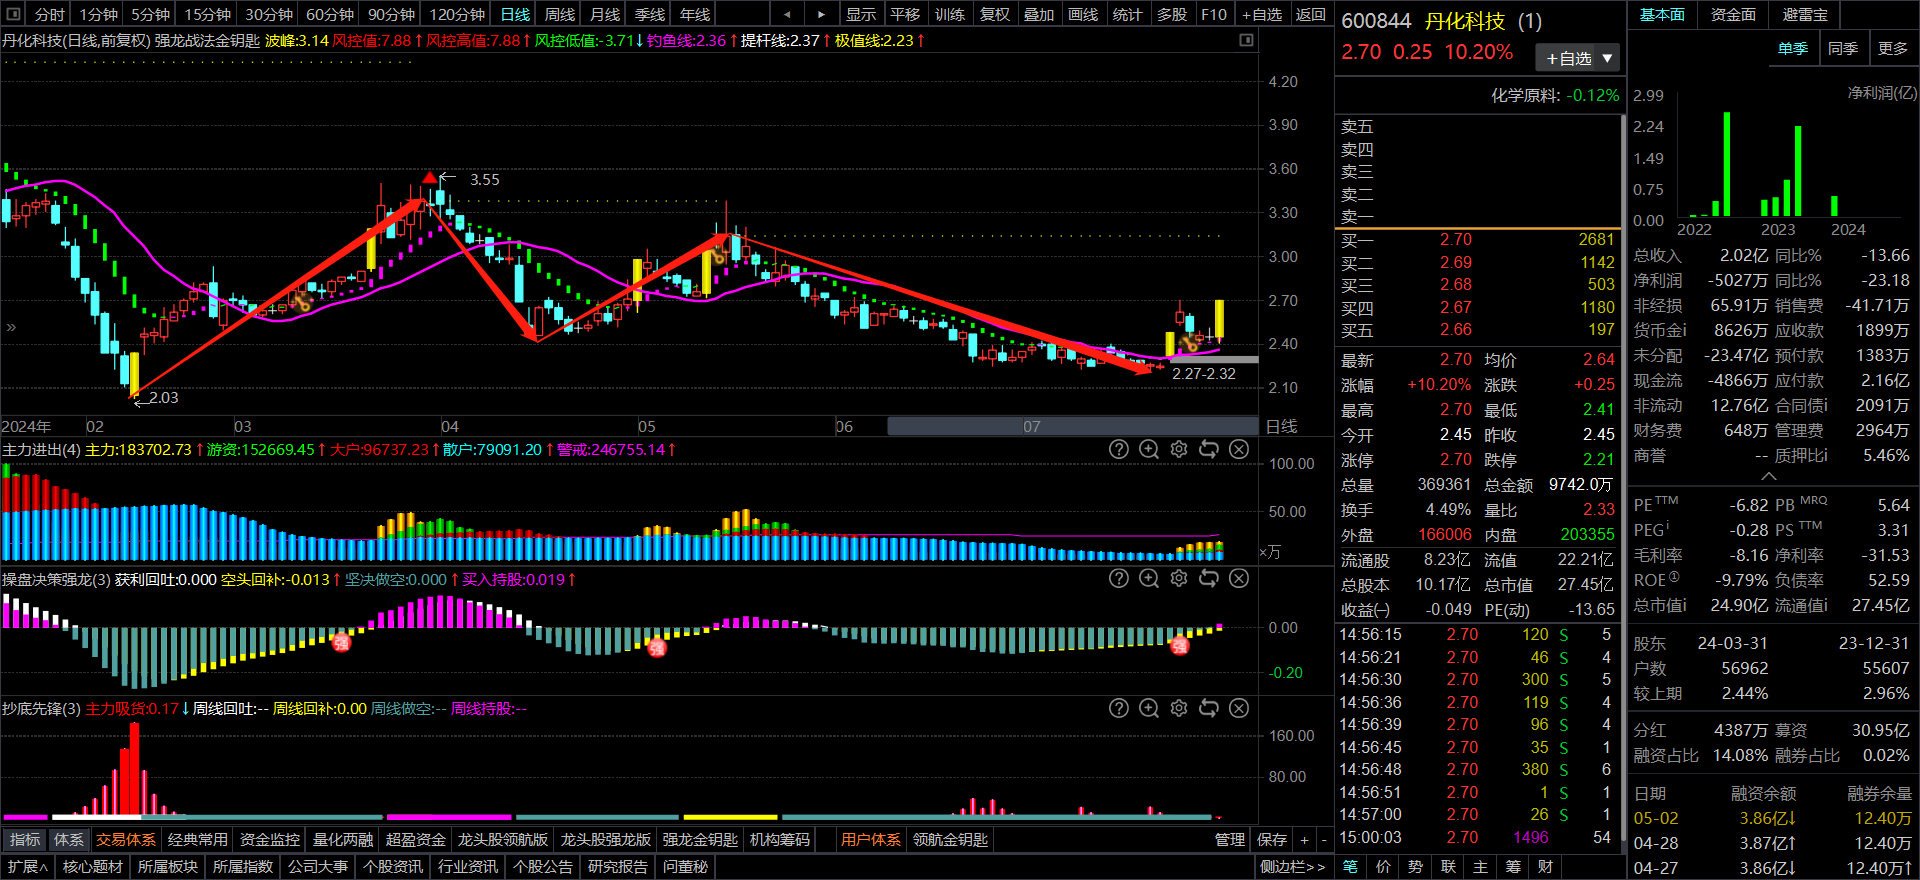 分时 1分钟 5分钟 15分钟 30分钟 60分钟 90分钟 120分钟 日线 周线 月线 季线 年线 显示 平移 训练 复权 叠加 画线 统计 多股 F10 +自选 返回
丹化科技(日线,前复权) 强龙战法金钥匙 波峰:3.14 风控值:7.88↑ 风控高值:7.88↑ 风控低值:-3.71↓ 钓鱼线:2.36↑ 提杆线:2.37↑ 极值线:2.23↑
4.20
3.90
3.60
3.30
3.00
2.70
2.40
2.10
3.55
2.03
2.27-2.32
2024年 02 03 04 05 06 07 日线
主力进出(4) 主力:183702.73↑ 游资:152669.45↑ 大户:96737.23↑ 散户:79091.20↑ 警戒:246755.14↑
100.00
50.00
×万
操盘决策强龙(3) 获利回吐:0.000 空头回补:-0.013↑ 坚决做空:0.000↑ 买入持股:0.019↑
0.00
-0.20
强 强 强
抄底先锋(3) 主力吸货:0.17↓ 周线回吐:-- 周线回补:0.00 周线做空:-- 周线持股:--
160.00
80.00
指标 体系 交易体系 经典常用 资金监控 量化两融 超盈资金 龙头股领航版 龙头股强龙版 强龙金钥匙 机构筹码 用户体系 领航金钥匙 管理 保存 + -
扩展∧ 核心题材 所属板块 所属指数 公司大事 个股资讯 行业资讯 个股公告 研究报告 问董秘 侧边栏>>
600844 丹化科技 (1)
2.70 0.25 10.20% +自选 ▼
化学原料: -0.12%
卖五
卖四
卖三
卖二
卖一
买一 2.70 2681
买二 2.69 1142
买三 2.68 503
买四 2.67 1180
买五 2.66 197
最新 2.70 均价 2.64
涨幅 +10.20% 涨跌 +0.25
最高 2.70 最低 2.41
今开 2.45 昨收 2.45
涨停 2.70 跌停 2.21
总量 369361 总金额 9742.0万
换手 4.49% 量比 2.33
外盘 166006 内盘 203355
流通股 8.23亿 流值 22.21亿
总股本 10.17亿 总市值 27.45亿
收益㈠ -0.049 PE(动) -13.65
14:56:15 2.70 120 S 5
14:56:21 2.70 46 S 4
14:56:30 2.70 300 S 5
14:56:36 2.70 119 S 4
14:56:39 2.70 96 S 4
14:56:45 2.70 35 S 1
14:56:48 2.70 380 S 6
14:56:51 2.70 1 S 1
14:57:00 2.70 26 S 1
15:00:03 2.70 1496 54
笔 价 势 联 主 筹 财
基本面 资金面 避雷宝
单季 同季 更多
净利润(亿)
2.99
2.24
1.49
0.75
0.00
2022 2023 2024
总收入 2.02亿 同比% -13.66
净利润 -5027万 同比% -23.18
非经损 65.91万 销售费 -41.71万
货币金i 8626万 应收款 1899万
未分配 -23.47亿 预付款 1383万
现金流 -4866万 应付款 2.16亿
非流动 12.76亿 合同债i 2091万
财务费 648万 管理费 2964万
商誉 -- 质押比i 5.46%
PE TTM -6.82 PB MRQ 5.64
PEG i -0.28 PS TTM 3.31
毛利率 -8.16 净利率 -31.53
ROE① -9.79% 负债率 52.59
总市值i 24.90亿 流通值i 27.45亿
股东 24-03-31 23-12-31
户数 56962 55607
较上期 2.44% 2.96%
分红 4387万 募资 30.95亿
融资占比 14.08% 融券占比 0.02%
日期 融资余额 融券余量
05-02 3.86亿↓ 12.40万
04-28 3.87亿↑ 12.40万
04-27 3.86亿↓ 12.40万↑